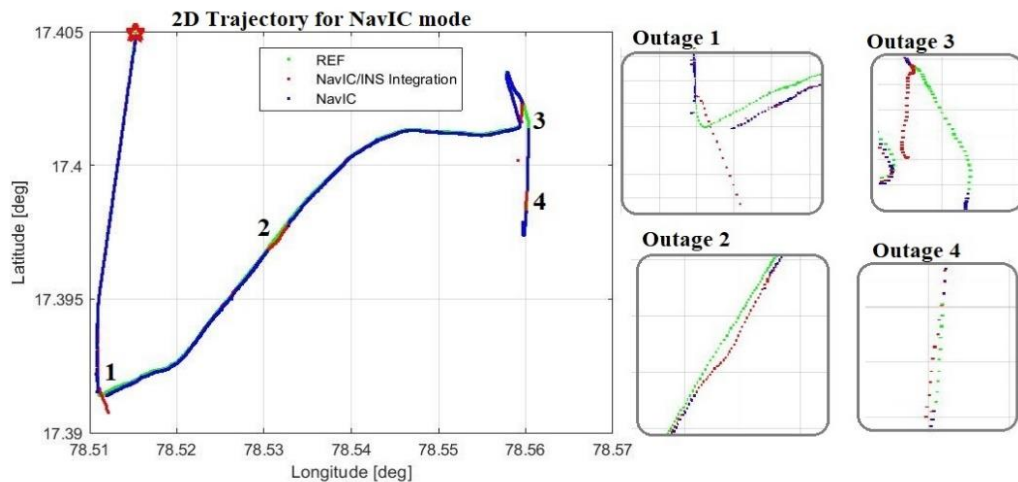 2D Trajectory for NavIC mode
17.405
17.4
17.395
17.39
Latitude [deg]
REF
NavIC/INS Integration
NavIC
1
2
3
4
78.51 78.52 78.53 78.54 78.55 78.56 78.57
Longitude [deg]
Outage 1
Outage 3
Outage 2
Outage 4